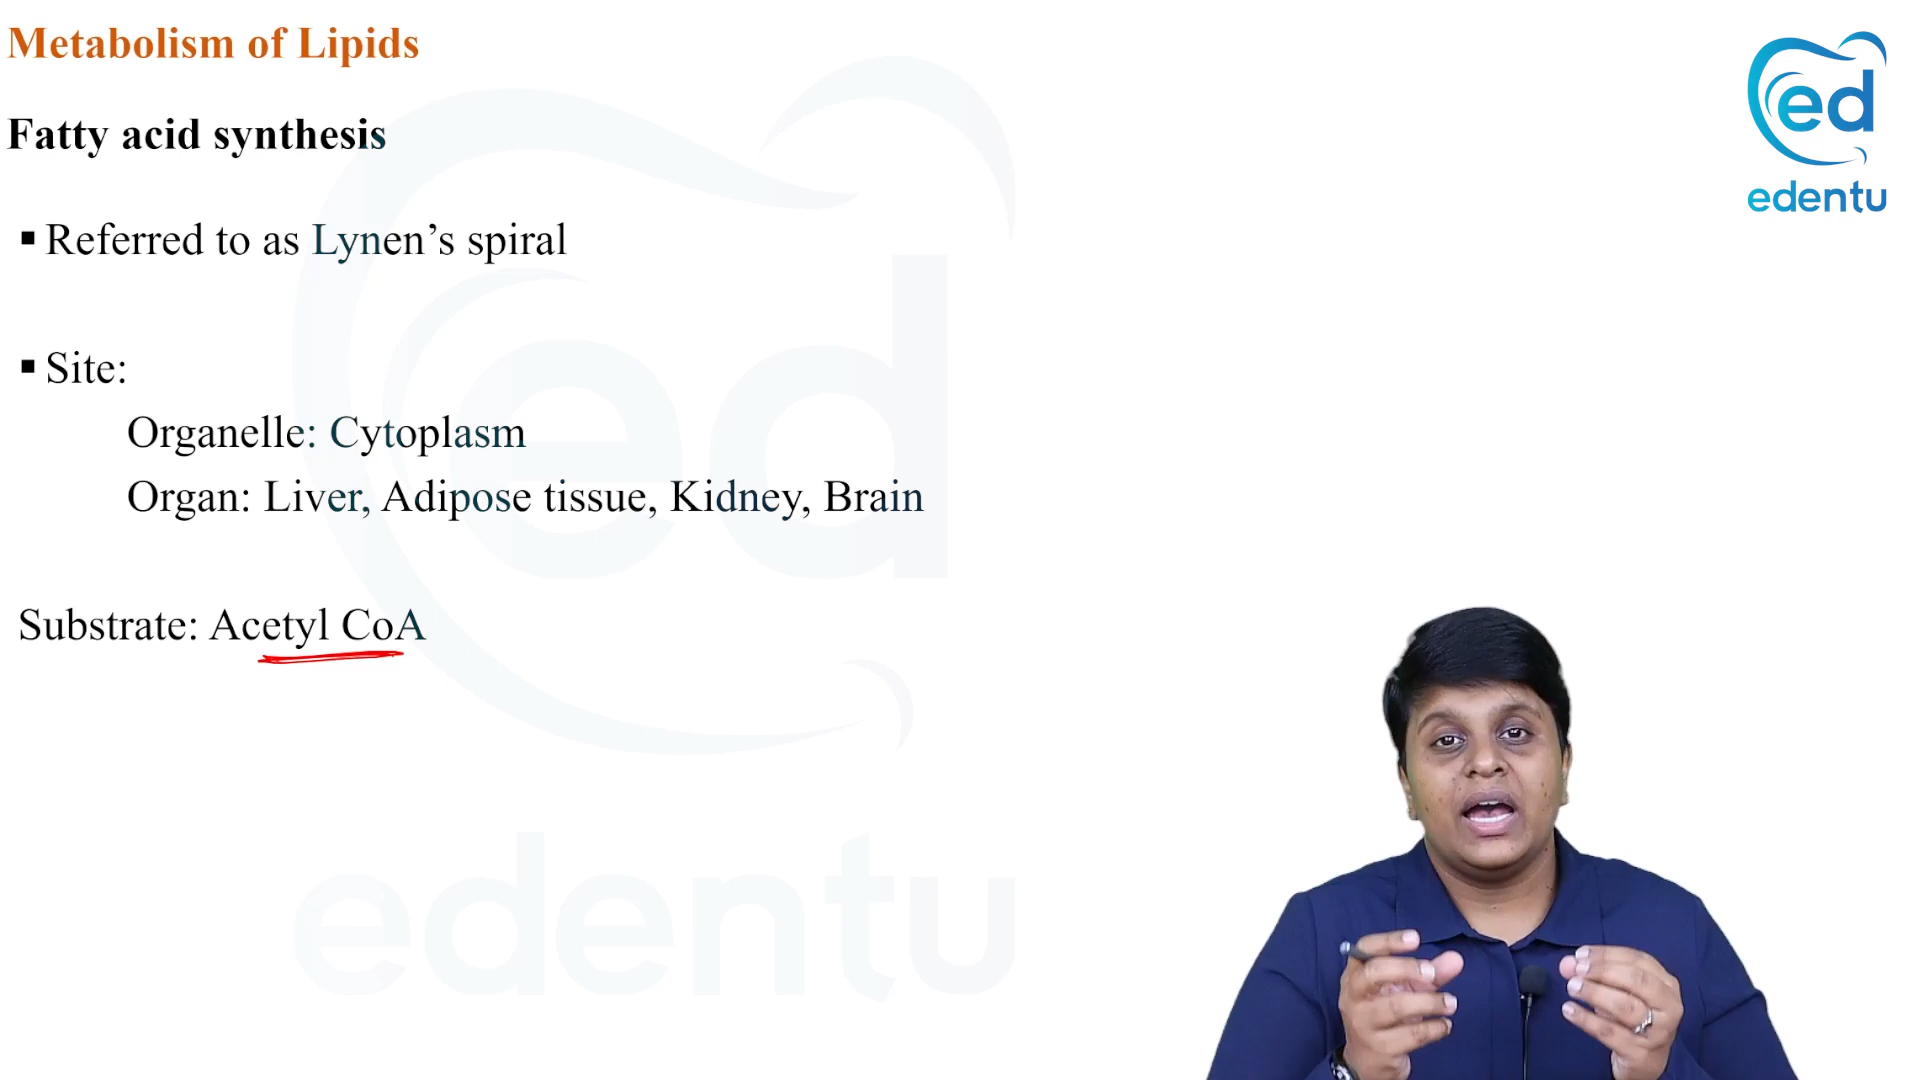 Metabolism of Lipids
Fatty acid synthesis
▪ Referred to as Lynen’s spiral
▪ Site:
Organelle: Cytoplasm
Organ: Liver, Adipose tissue, Kidney, Brain
Substrate: Acetyl CoA
ed
edentu
ed
edentu